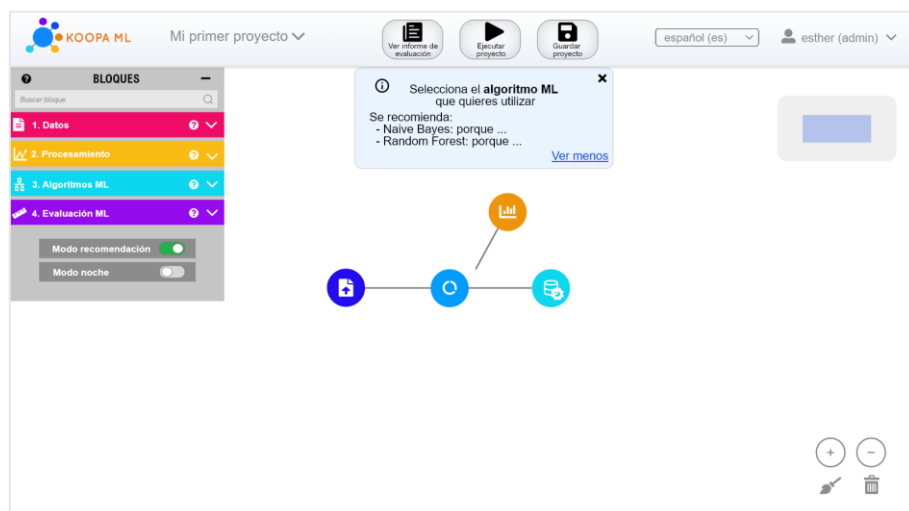 KOOPA ML
Mi primer proyecto
Ver informe de
evaluación
Ejecutar
proyecto
Guardar
proyecto
español (es)
esther (admin)
BLOQUES
Buscar bloque
1. Datos
2. Procesamiento
3. Algoritmos ML
4. Evaluación ML
Modo recomendación
Modo noche
Selecciona el algoritmo ML
que quieres utilizar
Se recomienda:
- Naive Bayes: porque ...
- Random Forest: porque ...
Ver menos